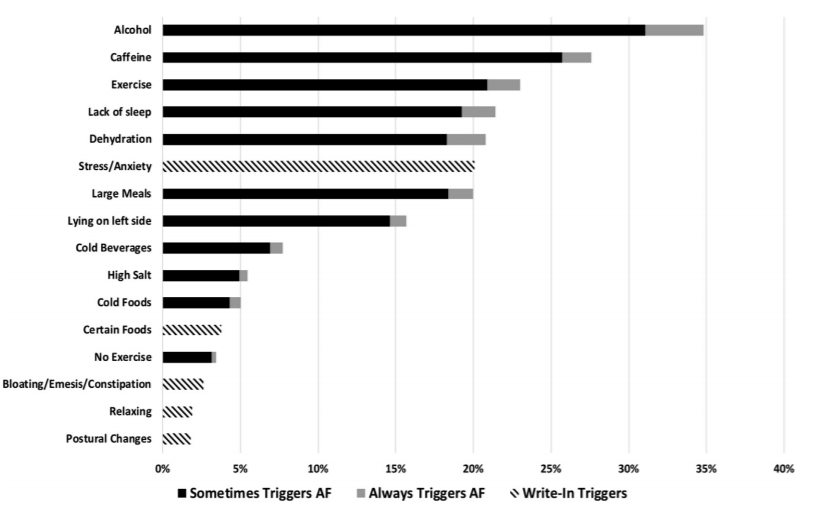 Alcohol
Caffeine
Exercise
Lack of sleep
Dehydration
Stress/Anxiety
Large Meals
Lying on left side
Cold Beverages
High Salt
Cold Foods
Certain Foods
No Exercise
Bloating/Emesis/Constipation
Relaxing
Postural Changes
0% 5% 10% 15% 20% 25% 30% 35% 40%
Sometimes Triggers AF Always Triggers AF Write-In Triggers